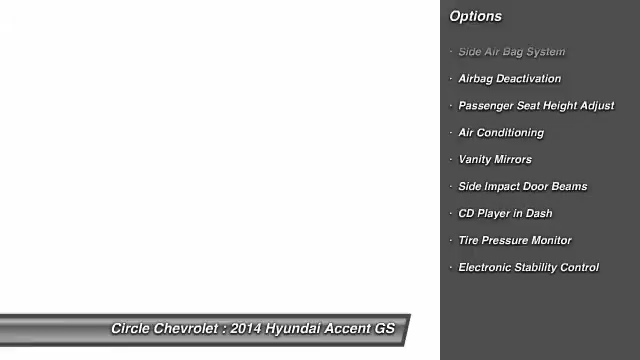 Options
· Side Air Bag System
· Airbag Deactivation
· Passenger Seat Height Adjust
· Air Conditioning
· Vanity Mirrors
· Side Impact Door Beams
· CD Player in Dash
· Tire Pressure Monitor
· Electronic Stability Control
Circle Chevrolet : 2014 Hyundai Accent GS